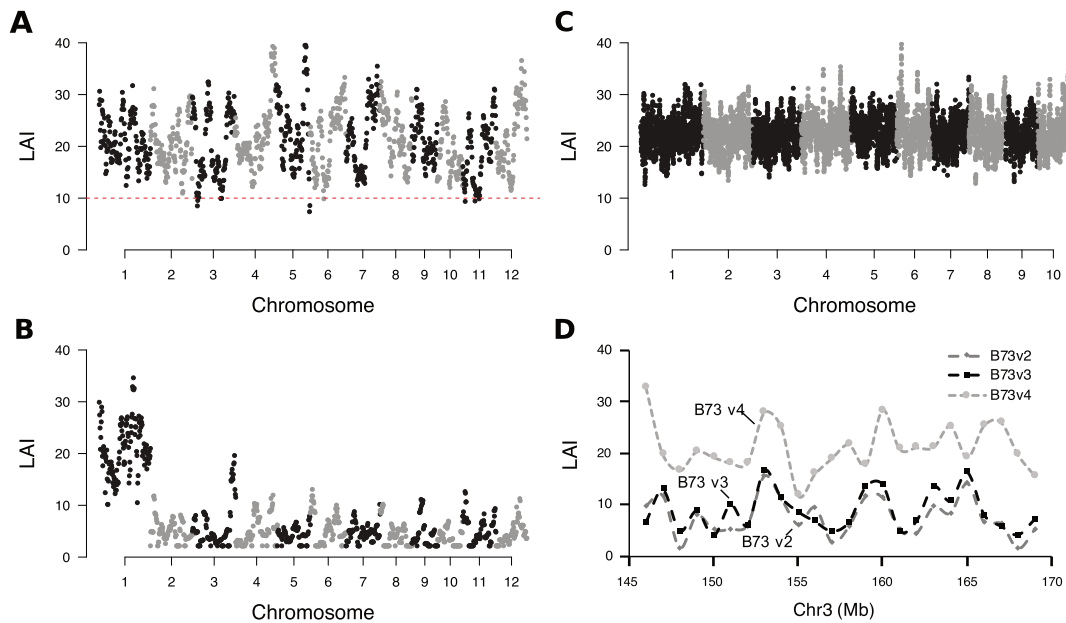 A
40
30
20
10
0
LAI
1 2 3 4 5 6 7 8 9 10 11 12
Chromosome
C
40
30
20
10
0
LAI
1 2 3 4 5 6 7 8 9 10
Chromosome
B
40
30
20
10
0
LAI
1 2 3 4 5 6 7 8 9 10 11 12
Chromosome
D
40
30
20
10
0
LAI
B73v2
B73v3
B73v4
B73 v4
B73 v3
B73 v2
145 150 155 160 165 170
Chr3 (Mb)